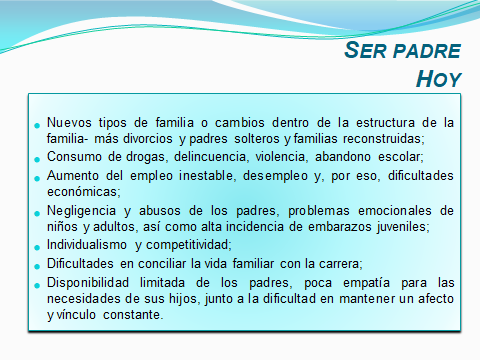 SER PADRE
HOY
Nuevos tipos de familia o cambios dentro de la estructura de la
familia- más divorcios y padres solteros y familias reconstruidas;
Consumo de drogas, delincuencia, violencia, abandono escolar;
Aumento del empleo inestable, desempleo y, por eso, dificultades
económicas;
Negligencia y abusos de los padres, problemas emocionales de
niños y adultos, así como alta incidencia de embarazos juveniles;
Individualismo y competitividad;
Dificultades en conciliar la vida familiar con la carrera;
Disponibilidad limitada de los padres, poca empatía para las
necesidades de sus hijos, junto a la dificultad en mantener un afecto
y vínculo constante.